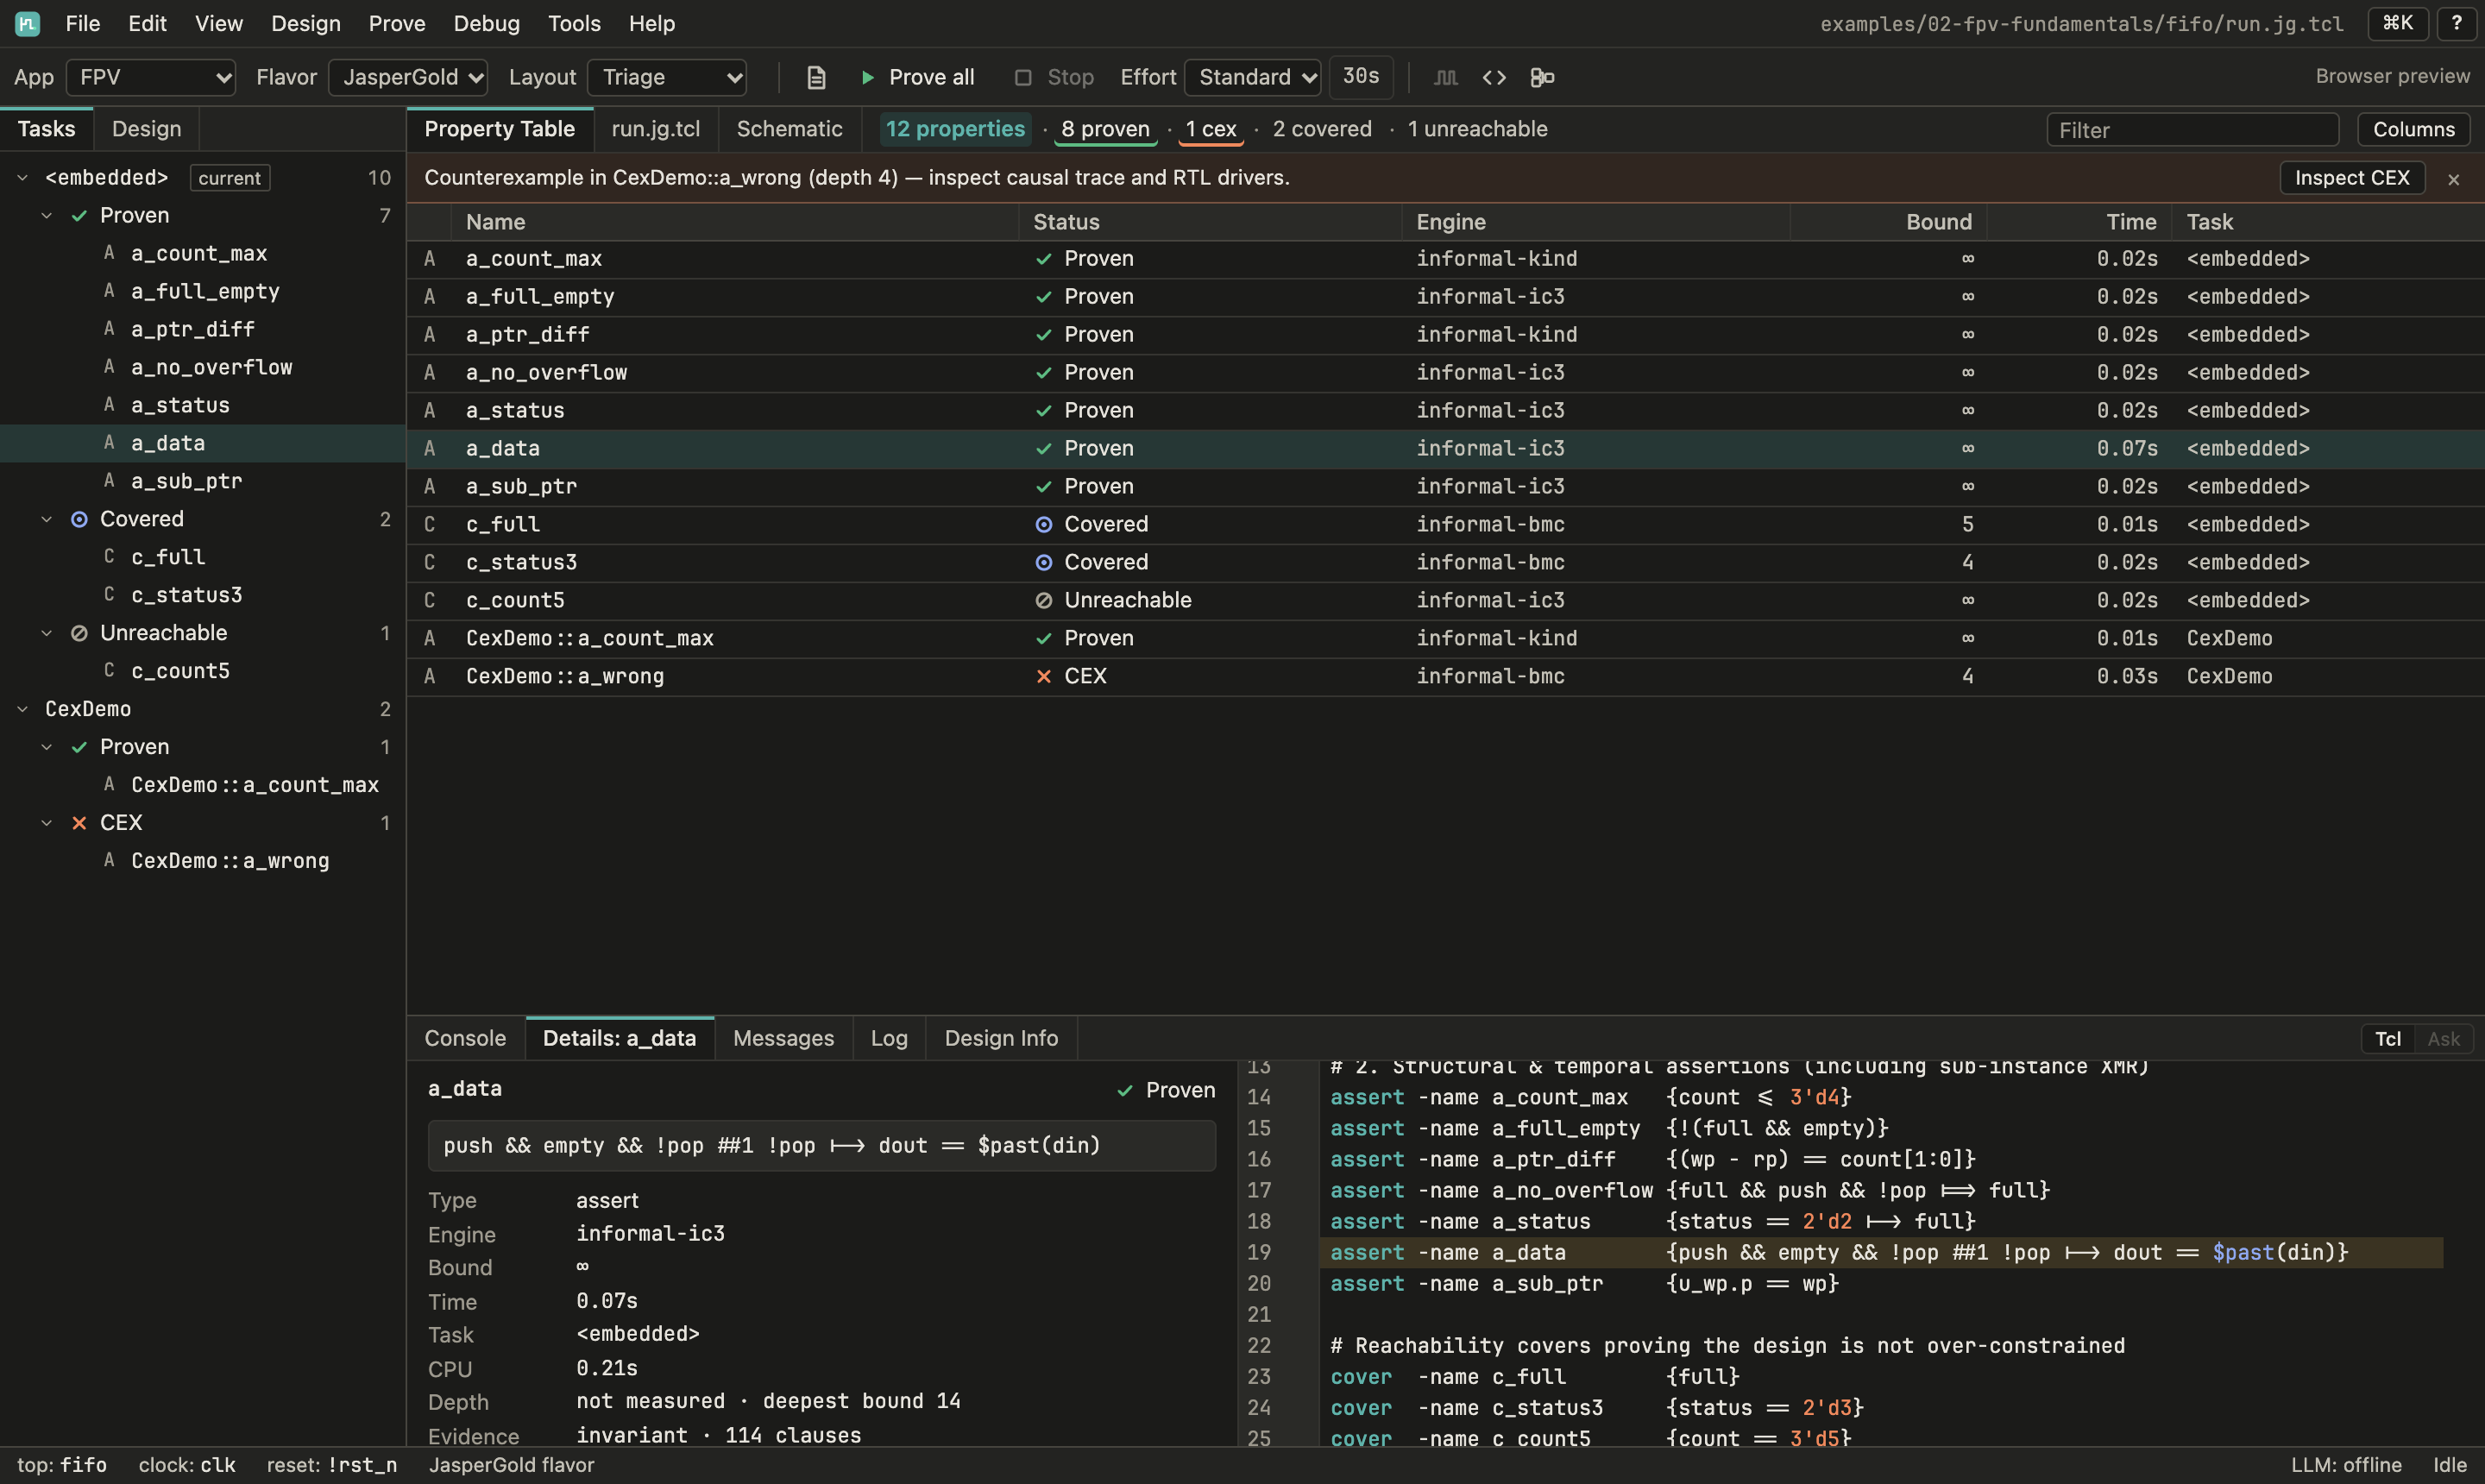 File Edit View Design Prove Debug Tools Help examples/02-fpv-fundamentals/fifo/run.jg.tcl ⌘K ?
App FPV Flavor JasperGold Layout Triage Prove all Stop Effort Standard 30s Browser preview
Tasks Design
<embedded> current 10
Proven 7
A a_count_max
A a_full_empty
A a_ptr_diff
A a_no_overflow
A a_status
A a_data
A a_sub_ptr
Covered 2
C c_full
C c_status3
Unreachable 1
C c_count5
CexDemo 2
Proven 1
A CexDemo::a_count_max
CEX 1
A CexDemo::a_wrong
Property Table run.jg.tcl Schematic 12 properties · 8 proven · 1 cex · 2 covered · 1 unreachable Filter Columns
Counterexample in CexDemo::a_wrong (depth 4) — inspect causal trace and RTL drivers. Inspect CEX ×
Name Status Engine Bound Time Task
A a_count_max Proven informal-kind ∞ 0.02s <embedded>
A a_full_empty Proven informal-ic3 ∞ 0.02s <embedded>
A a_ptr_diff Proven informal-kind ∞ 0.02s <embedded>
A a_no_overflow Proven informal-ic3 ∞ 0.02s <embedded>
A a_status Proven informal-ic3 ∞ 0.02s <embedded>
A a_data Proven informal-ic3 ∞ 0.07s <embedded>
A a_sub_ptr Proven informal-ic3 ∞ 0.02s <embedded>
C c_full Covered informal-bmc 5 0.01s <embedded>
C c_status3 Covered informal-bmc 4 0.02s <embedded>
C c_count5 Unreachable informal-ic3 ∞ 0.02s <embedded>
A CexDemo::a_count_max Proven informal-kind ∞ 0.01s CexDemo
A CexDemo::a_wrong CEX informal-bmc 4 0.03s CexDemo
Console Details: a_data Messages Log Design Info Tcl Ask
a_data Proven
push && empty && !pop ##1 !pop |-> dout == $past(din)
Type assert
Engine informal-ic3
Bound ∞
Time 0.07s
Task <embedded>
CPU 0.21s
Depth not measured · deepest bound 14
Evidence invariant · 114 clauses
13 # 2. Structural & temporal assertions (including sub-instance XMR)
14 assert -name a_count_max {count <= 3'd4}
15 assert -name a_full_empty {!(full && empty)}
16 assert -name a_ptr_diff {(wp - rp) == count[1:0]}
17 assert -name a_no_overflow {full && push && !pop |=> full}
18 assert -name a_status {status == 2'd2 |-> full}
19 assert -name a_data {push && empty && !pop ##1 !pop |-> dout == $past(din)}
20 assert -name a_sub_ptr {u_wp.p == wp}
21
22 # Reachability covers proving the design is not over-constrained
23 cover -name c_full {full}
24 cover -name c_status3 {status == 2'd3}
25 cover -name c_count5 {count == 3'd5}
top: fifo clock: clk reset: !rst_n JasperGold flavor LLM: offline Idle